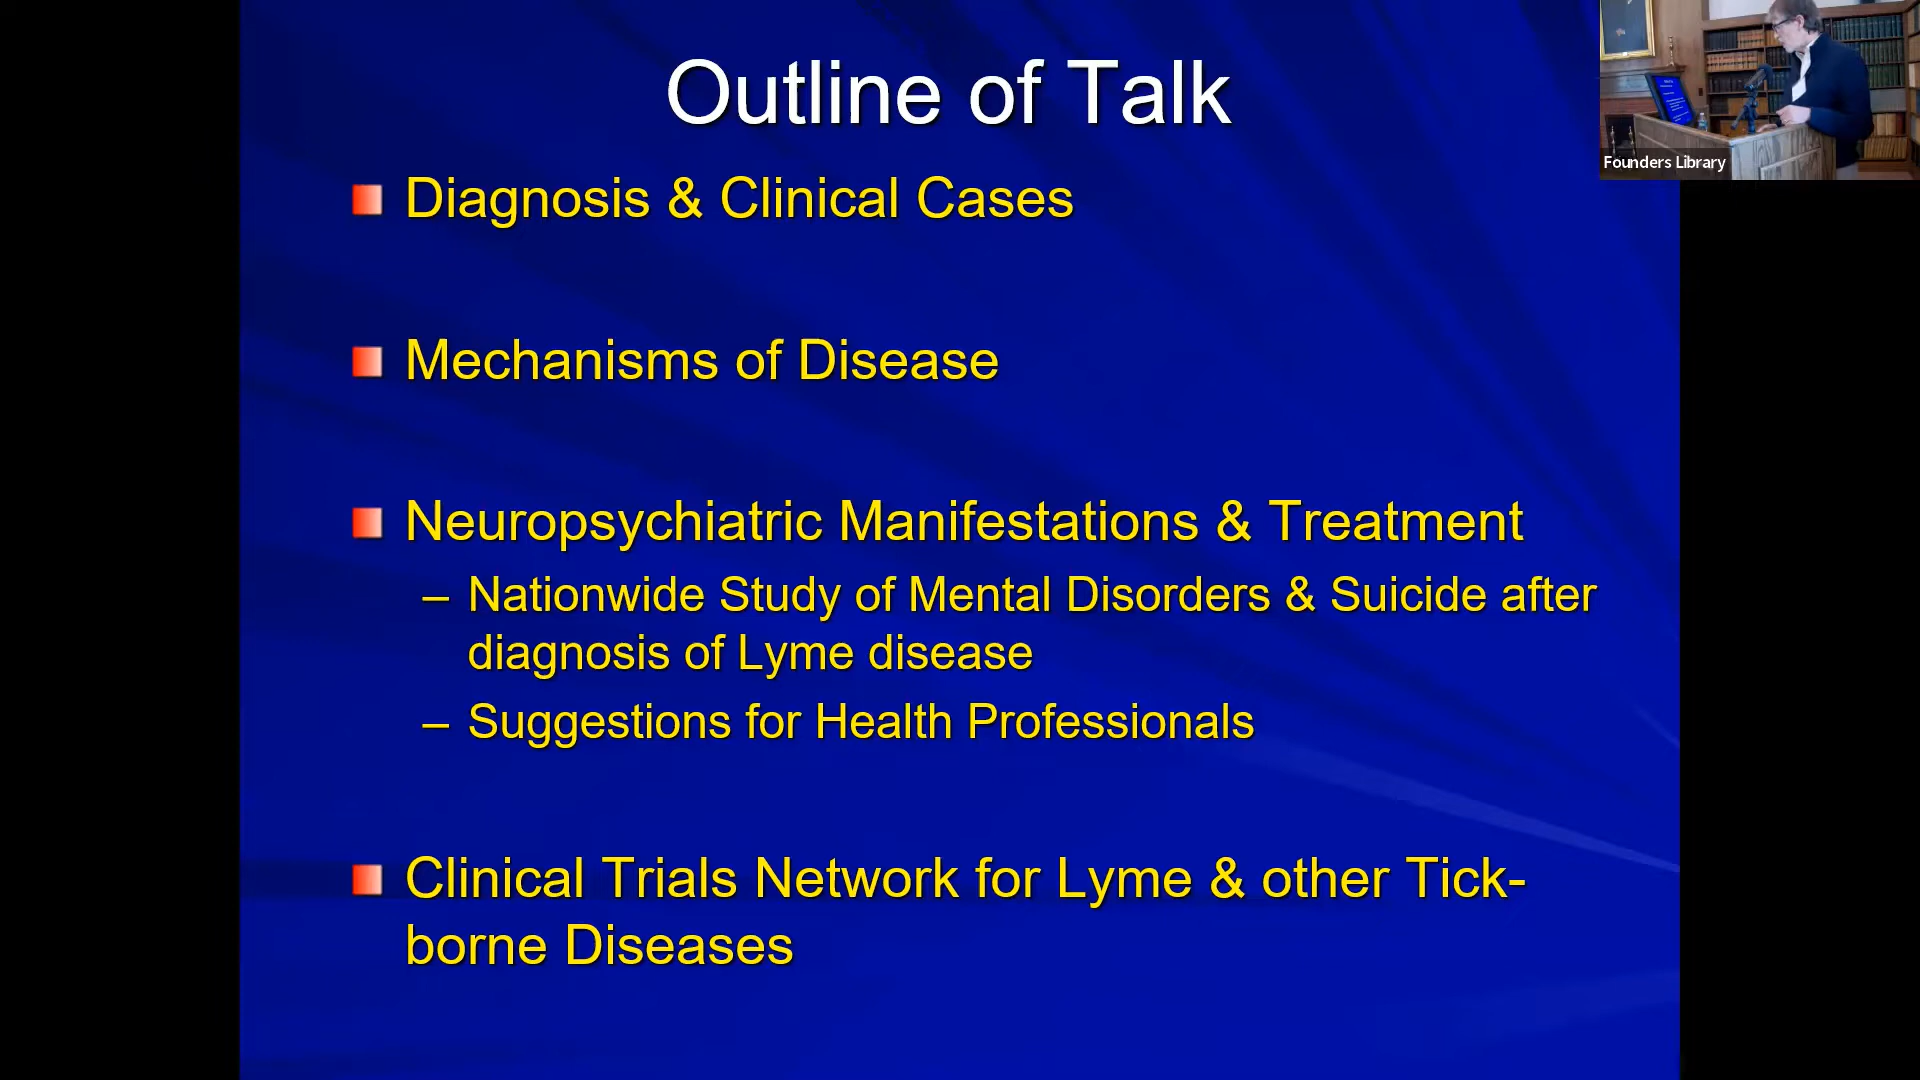 Outline of Talk
Diagnosis & Clinical Cases
Mechanisms of Disease
Neuropsychiatric Manifestations & Treatment
– Nationwide Study of Mental Disorders & Suicide after
diagnosis of Lyme disease
– Suggestions for Health Professionals
Clinical Trials Network for Lyme & other Tick-
borne Diseases
Founders Library